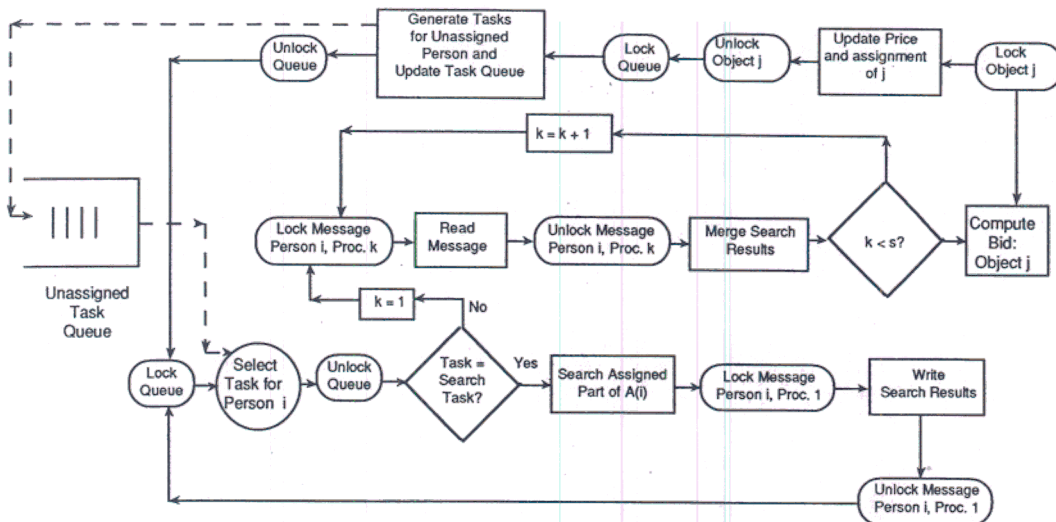 Generate Tasks
for Unassigned
Person and
Update Task Queue
Unlock
Queue
Lock
Queue
Unlock
Object j
Update Price
and assignment
of j
Lock
Object j
k = k + 1
Lock Message
Person i, Proc. k
Read
Message
Unlock Message
Person i, Proc. k
Merge Search
Results
k < s?
Compute
Bid:
Object j
Unassigned
Task
Queue
k = 1
No
Lock
Queue
Select
Task for
Person i
Unlock
Queue
Task =
Search
Task?
Yes
Search Assigned
Part of A(i)
Lock Message
Person i, Proc. 1
Write
Search Results
Unlock Message
Person i, Proc. 1